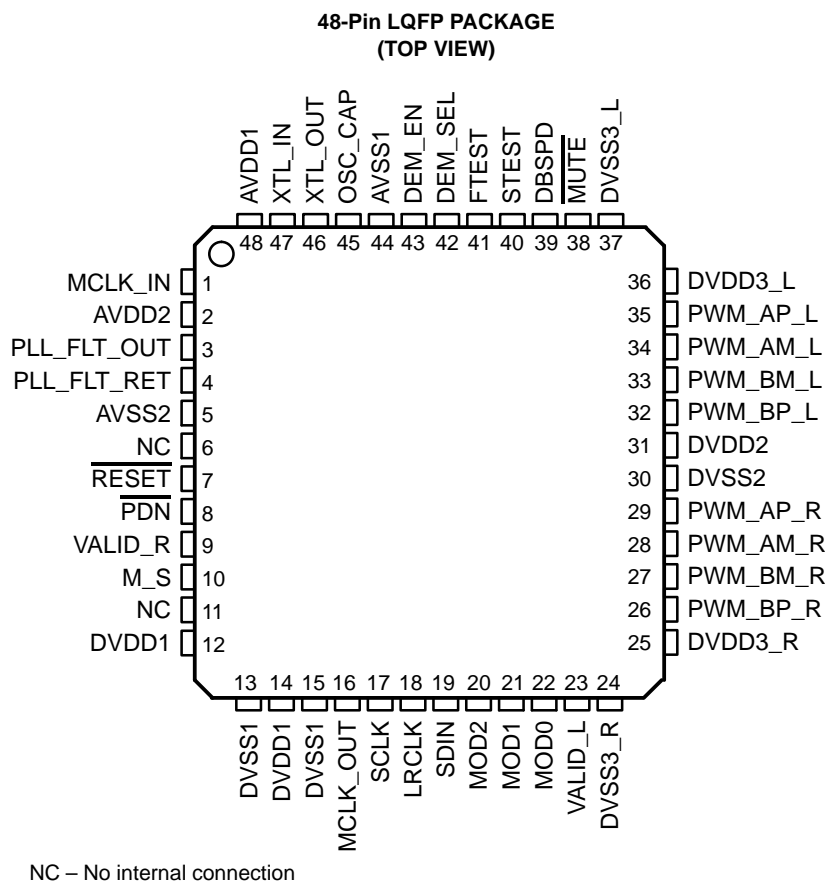 48-Pin LQFP PACKAGE
(TOP VIEW)
AVDD1
XTL_IN
XTL_OUT
OSC_CAP
AVSS1
DEM_EN
DEM_SEL
FTEST
STEST
DBSPD
MUTE
DVSS3_L
48 47 46 45 44 43 42 41 40 39 38 37
MCLK_IN 1
AVDD2 2
PLL_FLT_OUT 3
PLL_FLT_RET 4
AVSS2 5
NC 6
RESET 7
PDN 8
VALID_R 9
M_S 10
NC 11
DVDD1 12
36 DVDD3_L
35 PWM_AP_L
34 PWM_AM_L
33 PWM_BM_L
32 PWM_BP_L
31 DVDD2
30 DVSS2
29 PWM_AP_R
28 PWM_AM_R
27 PWM_BM_R
26 PWM_BP_R
25 DVDD3_R
13 14 15 16 17 18 19 20 21 22 23 24
DVSS1
DVDD1
DVSS1
MCLK_OUT
SCLK
LRCLK
SDIN
MOD2
MOD1
MOD0
VALID_L
DVSS3_R
NC – No internal connection